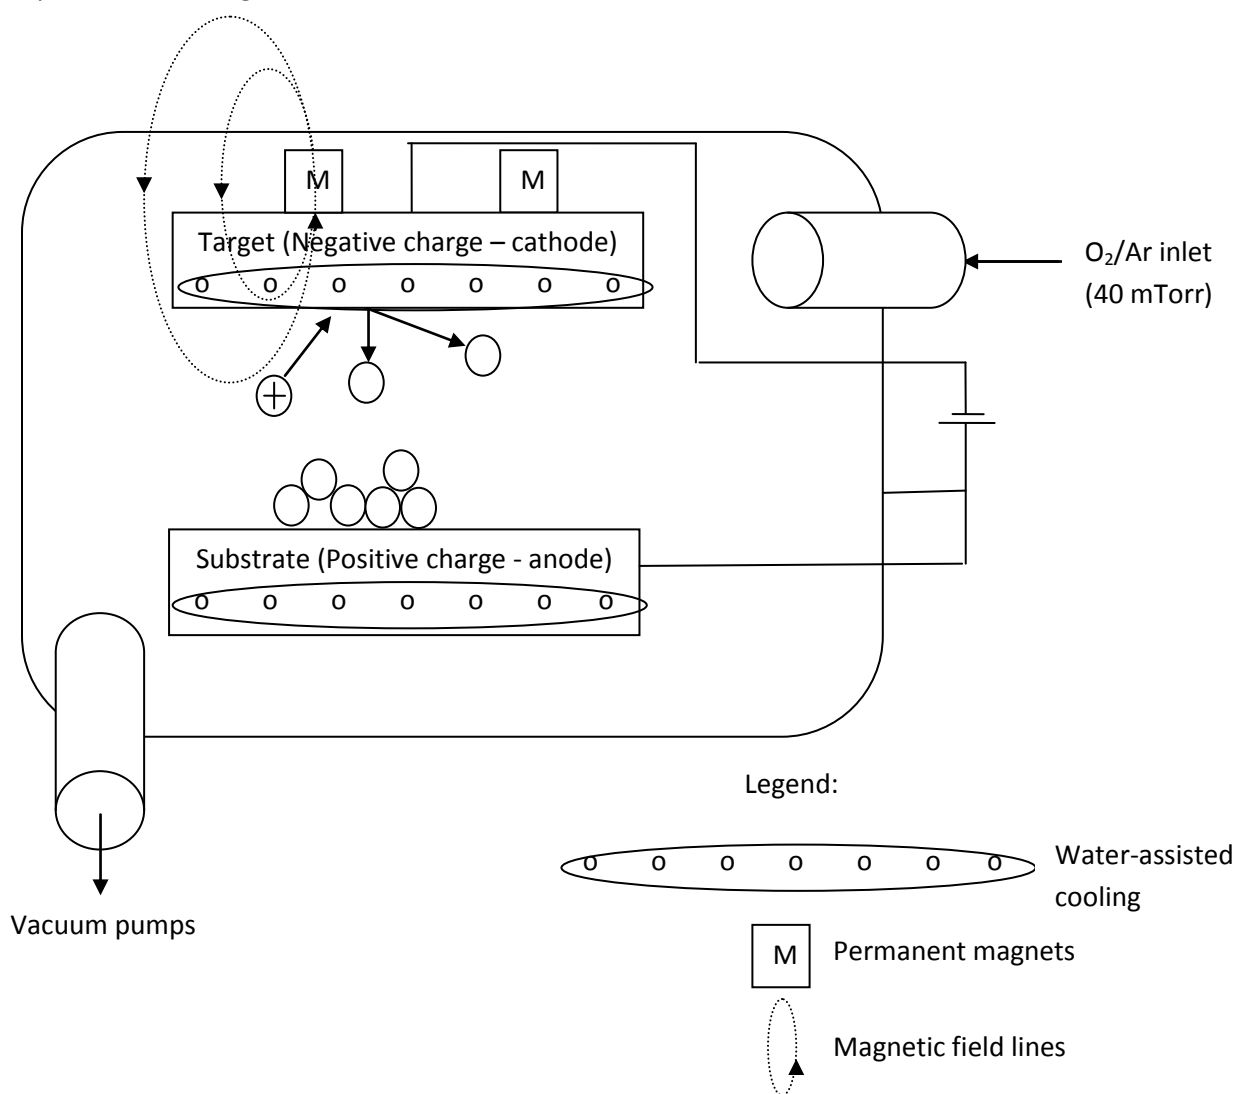 M M
Target (Negative charge – cathode)
o o o o o o o
O₂/Ar inlet
(40 mTorr)
+
Substrate (Positive charge - anode)
o o o o o o o
Legend:
o o o o o o o
Water-assisted
cooling
Vacuum pumps
M
Permanent magnets
Magnetic field lines